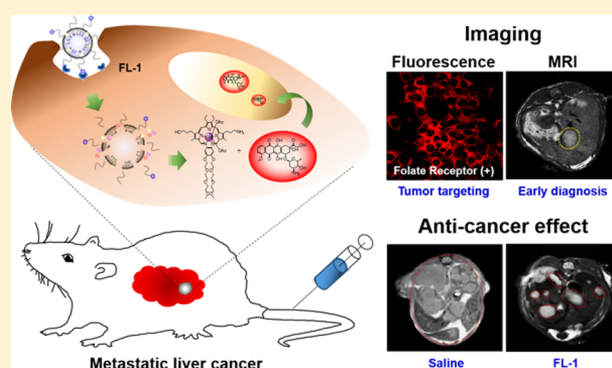 FL-1
Metastatic liver cancer
Imaging
Fluorescence MRI
Folate Receptor (+)
Tumor targeting Early diagnosis
Anti-cancer effect
Saline FL-1